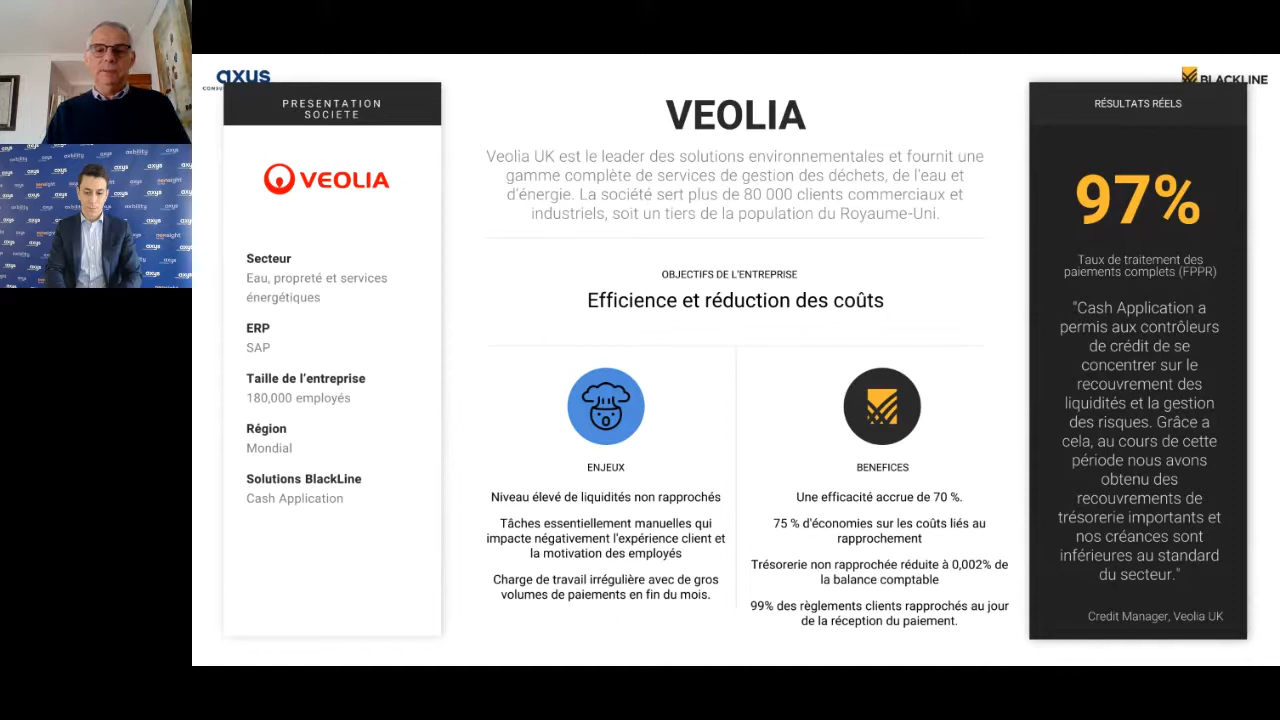 axus
CONSU
PRESENTATION
SOCIETE
VEOLIA
Secteur
Eau, propreté et services
énergétiques
ERP
SAP
Taille de l'entreprise
180,000 employés
Région
Mondial
Solutions BlackLine
Cash Application
VEOLIA
Veolia UK est le leader des solutions environnementales et fournit une
gamme complète de services de gestion des déchets, de l'eau et
d'énergie. La société sert plus de 80 000 clients commerciaux et
industriels, soit un tiers de la population du Royaume-Uni.
OBJECTIFS DE L'ENTREPRISE
Efficience et réduction des coûts
ENJEUX
Niveau élevé de liquidités non rapprochés
Tâches essentiellement manuelles qui
impacte négativement l'expérience client et
la motivation des employés
Charge de travail irrégulière avec de gros
volumes de paiements en fin du mois.
BENEFICES
Une efficacité accrue de 70 %.
75 % d'économies sur les coûts liés au
rapprochement
Trésorerie non rapprochée réduite à 0,002% de
la balance comptable
99% des règlements clients rapprochés au jour
de la réception du paiement.
BLACKLINE
RÉSULTATS RÉELS
97%
Taux de traitement des
paiements complets (FPPR)
"Cash Application a
permis aux contrôleurs
de crédit de se
concentrer sur le
recouvrement des
liquidités et la gestion
des risques. Grâce a
cela, au cours de cette
période nous avons
obtenu des
recouvrements de
trésorerie importants et
nos créances sont
inférieures au standard
du secteur."
Credit Manager, Veolia UK